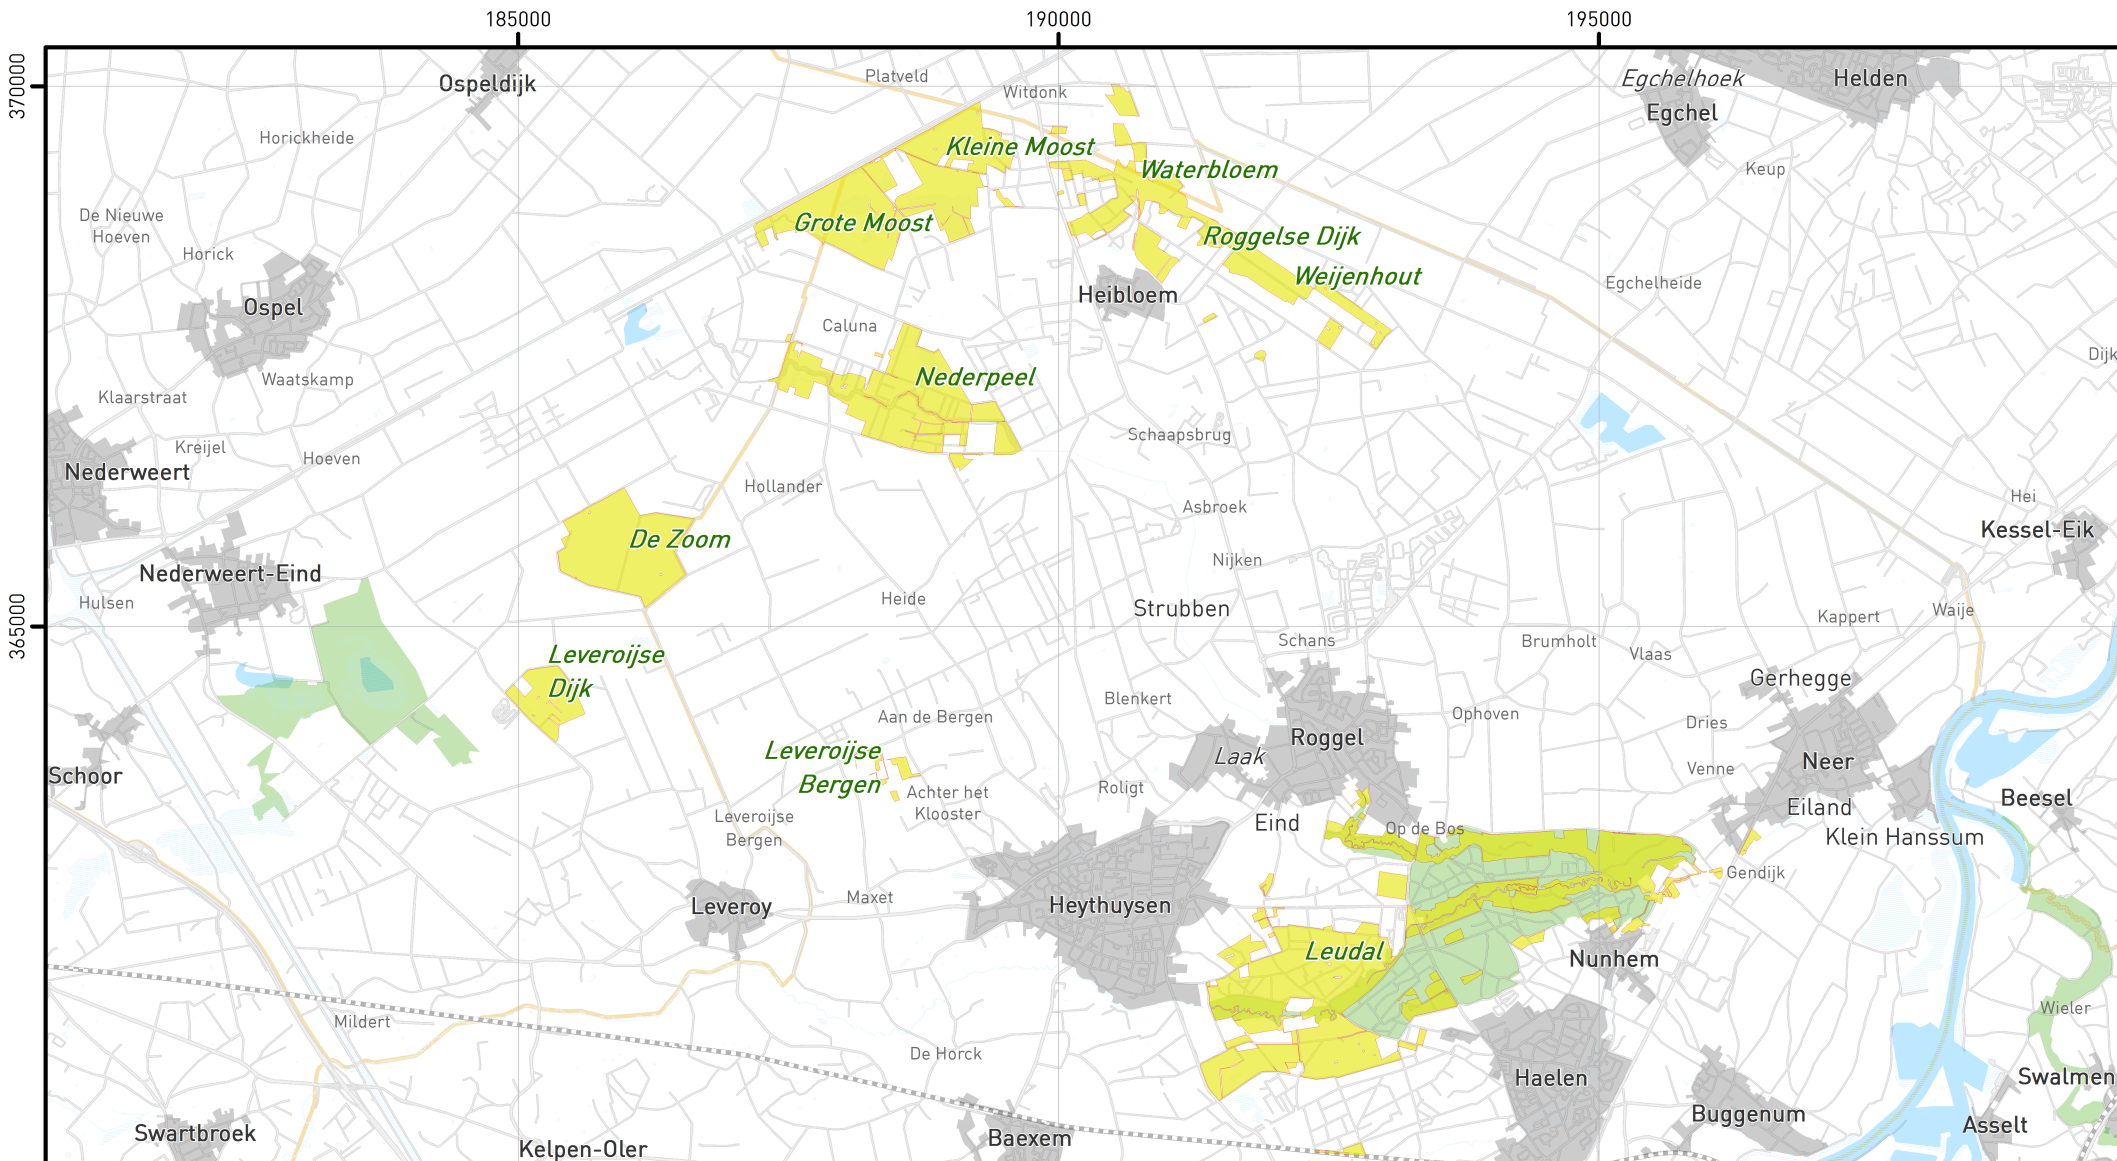 185000
190000
195000
370000
365000
Ospeldijk
Platveld
Witdonk
Egchelhoek
Helden
Egchel
Horickheide
Kleine Moost
Waterbloem
Keup
De Nieuwe
Hoeven
Grote Moost
Roggelse Dijk
Horick
Weijenhout
Heibloem
Egchelheide
Ospel
Caluna
Dijk
Waatskamp
Nederpeel
Klaarstraat
Schaapsbrug
Kreijel
Hoeven
Nederweert
Hollander
Hei
Asbroek
Kessel-Eik
De Zoom
Nijken
Nederweert-Eind
Hulsen
Heide
Strubben
Kappert
Waije
Schans
Brumholt
Vlaas
Leveroijse
Dijk
Gerhegge
Blenkert
Aan de Bergen
Ophoven
Dries
Roggel
Leveroijse
Bergen
Laak
Neer
Venne
Schoor
Roligt
Achter het
Klooster
Beesel
Eiland
Leveroijse
Bergen
Eind
Op de Bos
Klein Hanssum
Gendijk
Maxet
Leveroy
Heythuysen
Leudal
Nunhem
Wieler
Mildert
De Horck
Haelen
Swalmen
Buggenum
Asselt
Swartbroek
Baexem
Kelpen-Oler